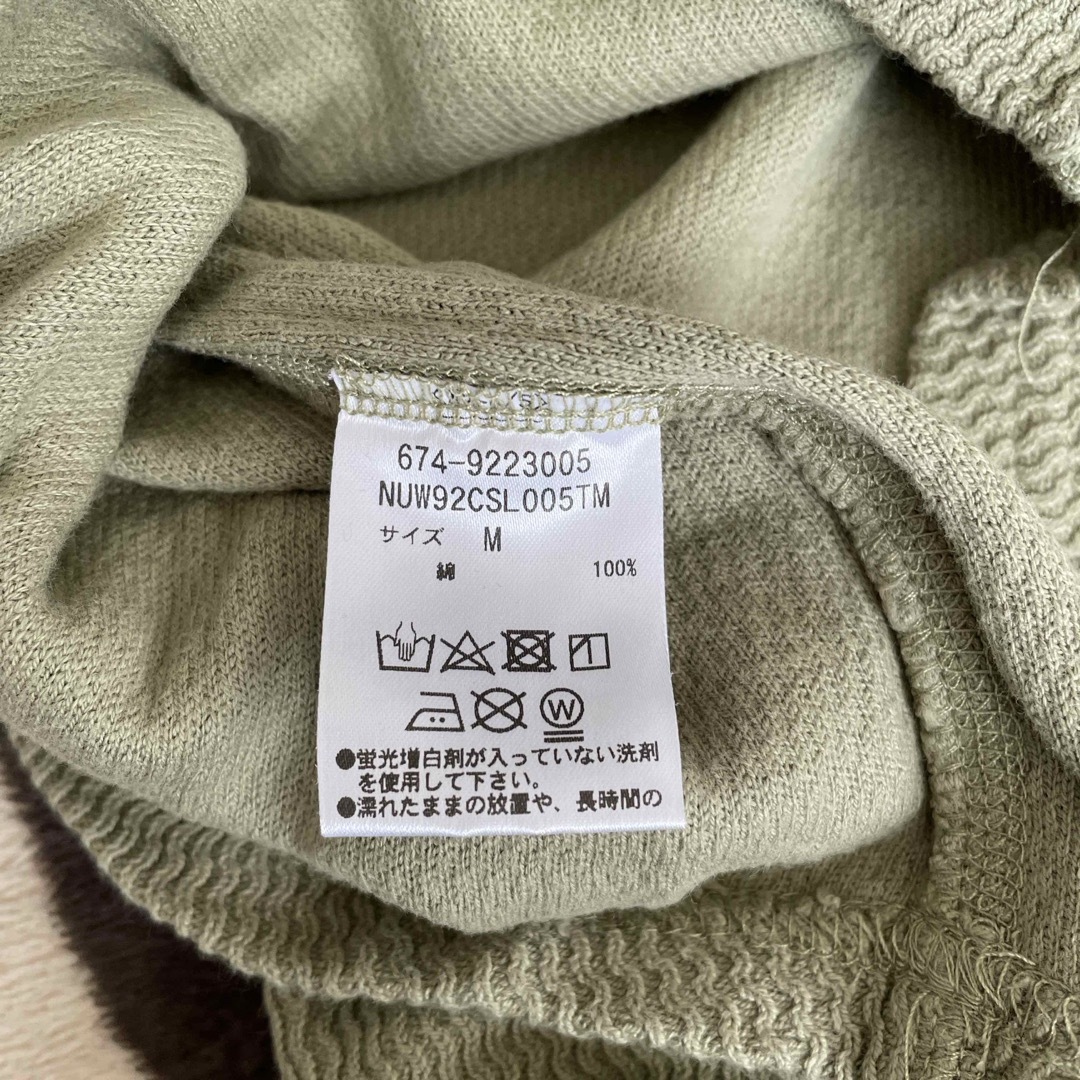 674-9223005
NUW92CSL005TM
サイズ M
綿 100%
W
●蛍光増白剤が入っていない洗剤
を使用して下さい。
●濡れたままの放置や、長時間の